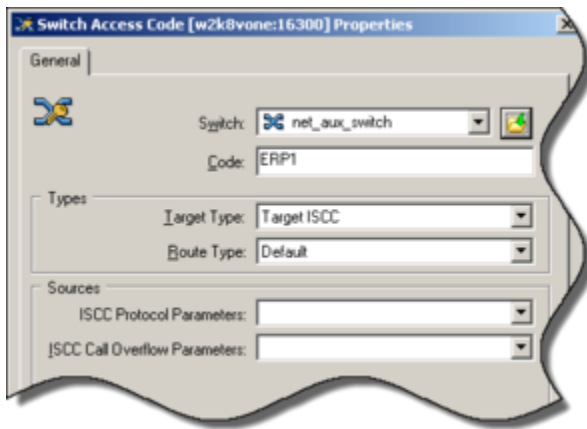 Switch Access Code [w2k8vone:16300] Properties
General
Switch: net_aux_switch
Code: ERP1
Types
Target Type: Target ISCC
Route Type: Default
Sources
ISCC Protocol Parameters:
ISCC Call Overflow Parameters: